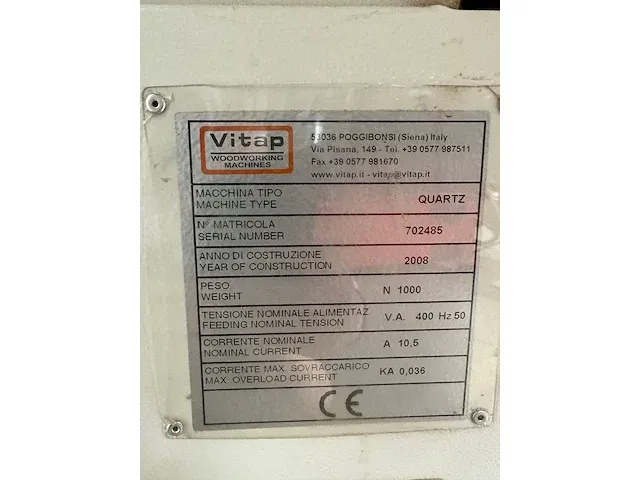 Vitap
WOODWORKING
MACHINES
53036 POGGIBONSI (Siena) Italy
Via Pisana, 149 - Tel. +39 0577 987511
Fax +39 0577 981670
www.vitap.it - vitap@vitap.it
MACCHINA TIPO
MACHINE TYPE
QUARTZ
N° MATRICOLA
SERIAL NUMBER
702485
ANNO DI COSTRUZIONE
YEAR OF CONSTRUCTION
2008
PESO
WEIGHT
N 1000
TENSIONE NOMINALE ALIMENTAZ
FEEDING NOMINAL TENSION
V.A. 400 Hz 50
CORRENTE NOMINALE
NOMINAL CURRENT
A 10,5
CORRENTE MAX. SOVRACCARICO
MAX. OVERLOAD CURRENT
KA 0,036
CE